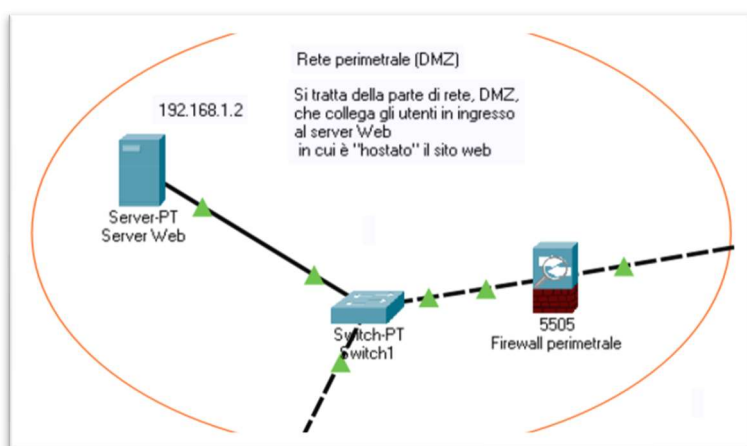 Rete perimetrale (DMZ)
192.168.1.2
Si tratta della parte di rete, DMZ,
che collega gli utenti in ingresso
al server Web
in cui è "hostato" il sito web
Server-PT
Server Web
Switch-PT
Switch1
5505
Firewall perimetrale